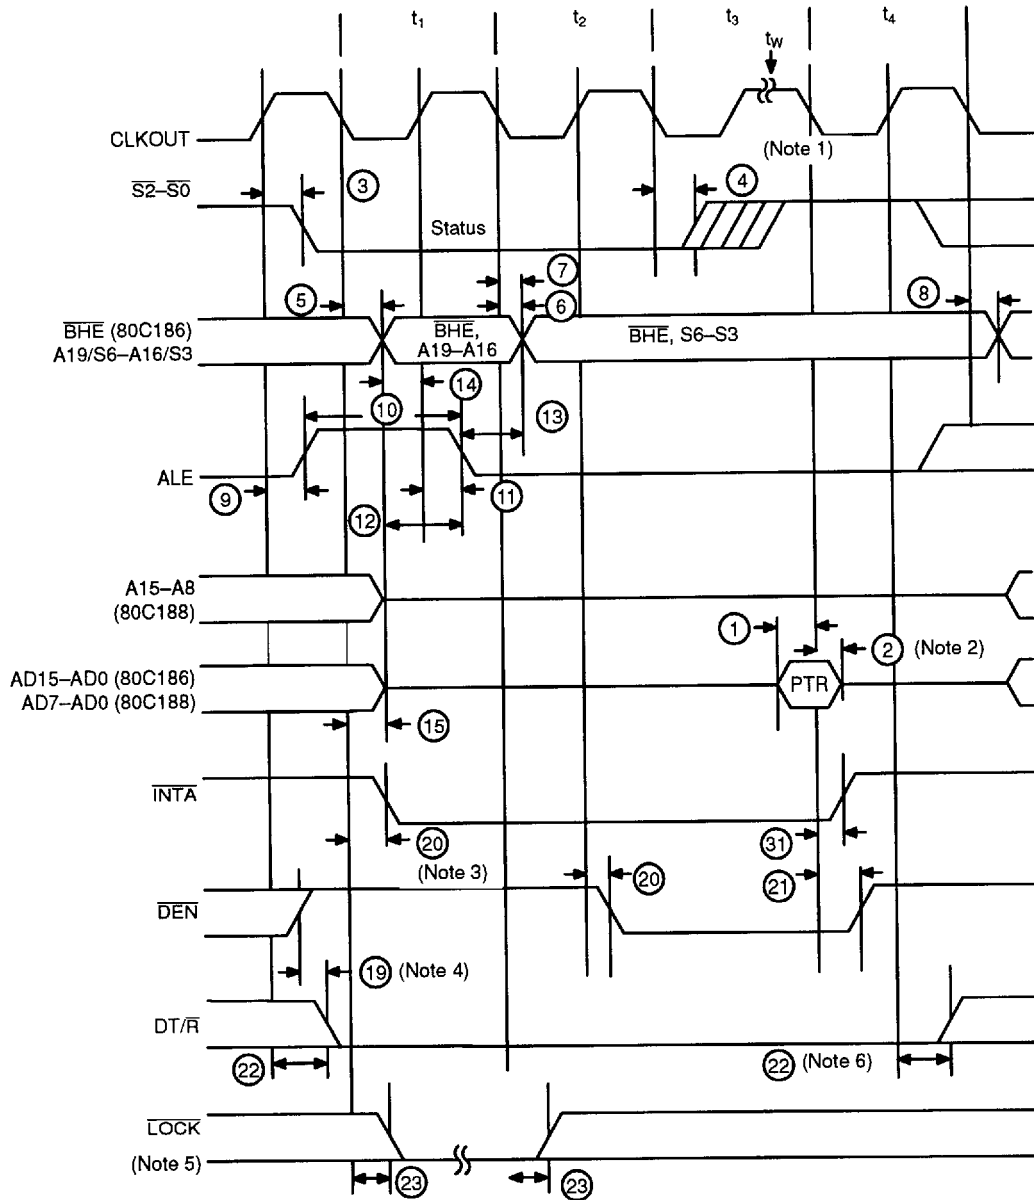 t1 t2 t3 t4
tW
CLKOUT
(Note 1)
S2–S0
3
4
Status
7
5
6
8
BHE (80C186)
A19/S6–A16/S3
BHE,
A19–A16
BHE, S6–S3
14
10
13
ALE
9
11
12
A15–A8
(80C188)
1
2 (Note 2)
AD15–AD0 (80C186)
AD7–AD0 (80C188)
PTR
15
INTA
20
31
(Note 3)
20
21
DEN
19 (Note 4)
DT/R
22
22 (Note 6)
LOCK
(Note 5)
23
23